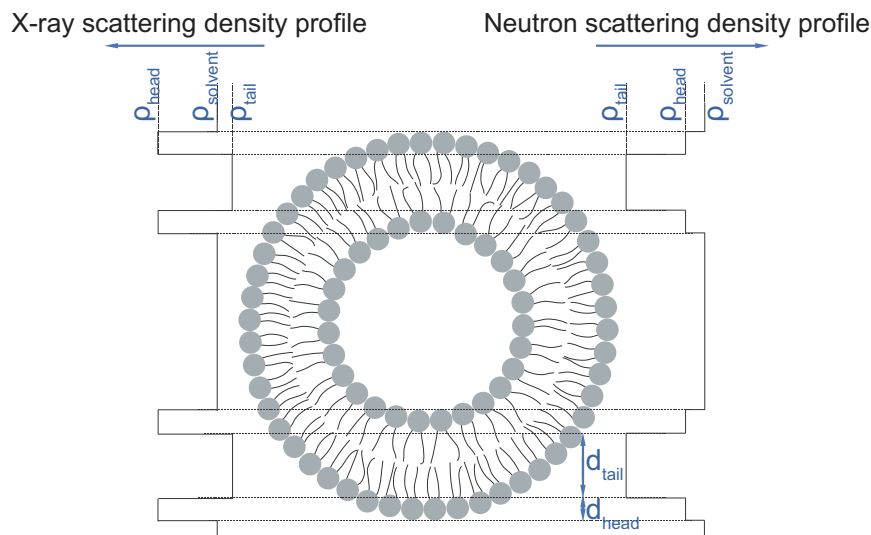 X-ray scattering density profile
Neutron scattering density profile
ρhead
ρsolvent
ρtail
ρtail
ρhead
ρsolvent
dtail
dhead